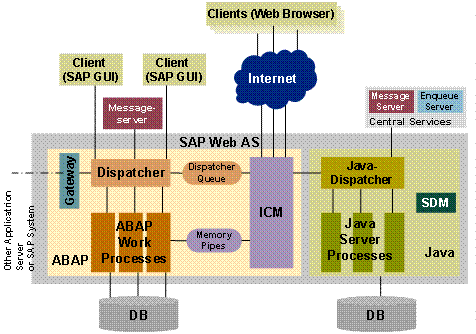 Clients (Web Browser)
Client
(SAP GUI)
Client
(SAP GUI)
Internet
Message-
server
Message
Server
Enqueue
Server
Central Services
SAP Web AS
Gateway
Dispatcher
Dispatcher
Queue
Java-
Dispatcher
ICM
SDM
ABAP
Work
Processes
Memory
Pipes
Java
Server
Processes
ABAP
Java
Other Application
Server
or SAP System
DB
DB